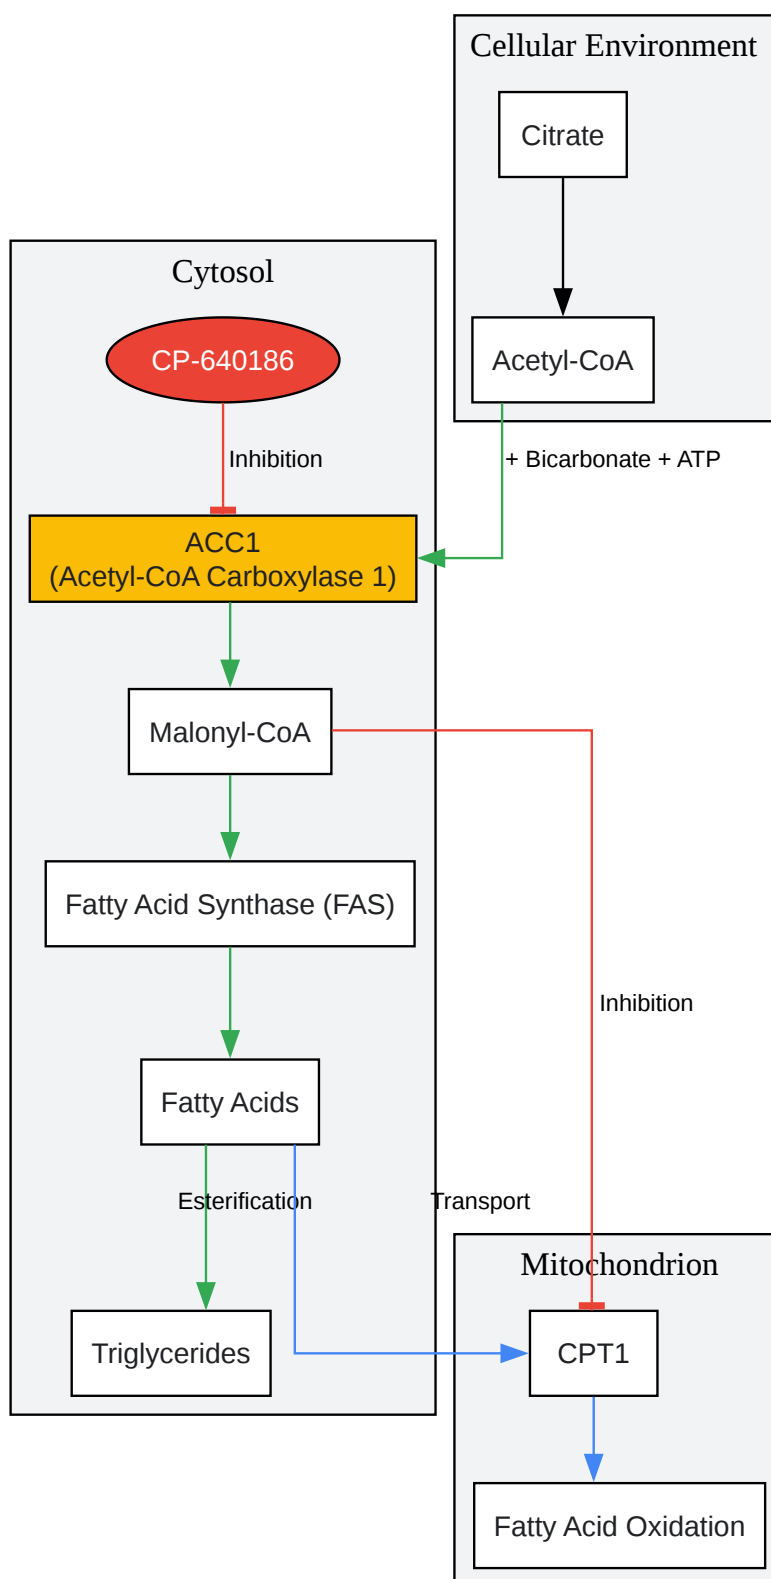 Cellular Environment
Citrate
Cytosol
CP-640186
Acetyl-CoA
Inhibition
+ Bicarbonate + ATP
ACC1
(Acetyl-CoA Carboxylase 1)
Malonyl-CoA
Fatty Acid Synthase (FAS)
Inhibition
Fatty Acids
Esterification
Transport
Mitochondrion
Triglycerides
CPT1
Fatty Acid Oxidation